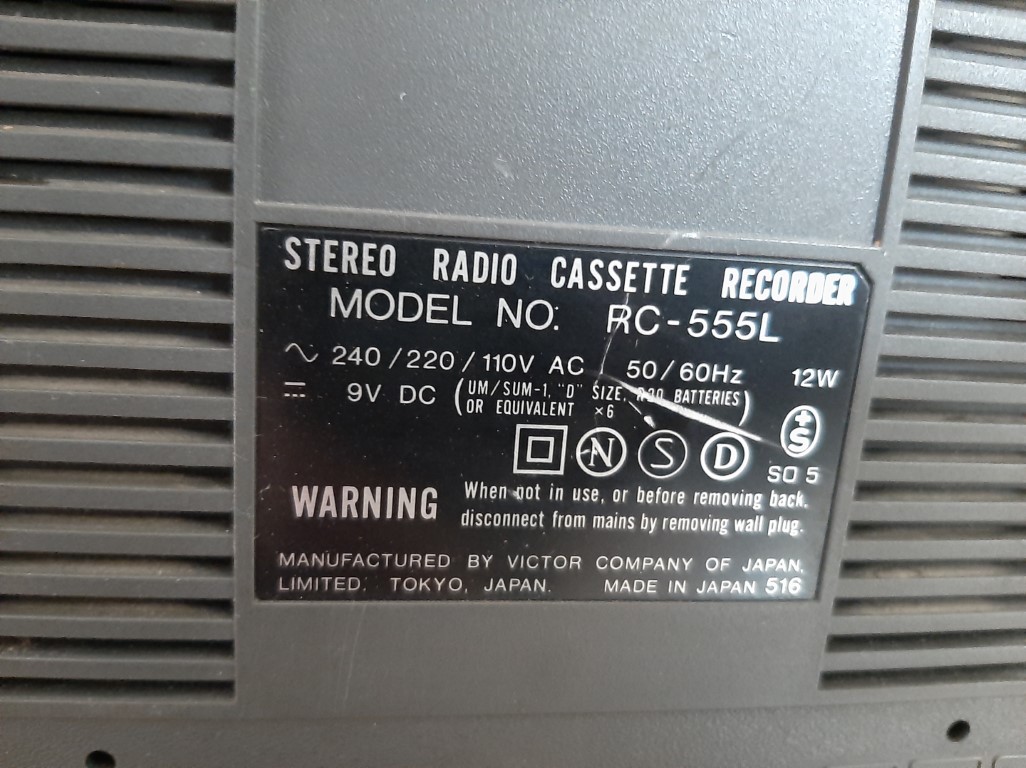 STEREO RADIO CASSETTE RECORDER
MODEL NO. RC-555L
~ 240/220/110V AC 50/60Hz 12W
9V DC (UM/SUM-1, "D" SIZE, R20 BATTERIES)
OR EQUIVALENT ×6
N S D +S
SO 5
WARNING When not in use, or before removing back.
disconnect from mains by removing wall plug.
MANUFACTURED BY VICTOR COMPANY OF JAPAN,
LIMITED, TOKYO, JAPAN. MADE IN JAPAN 516